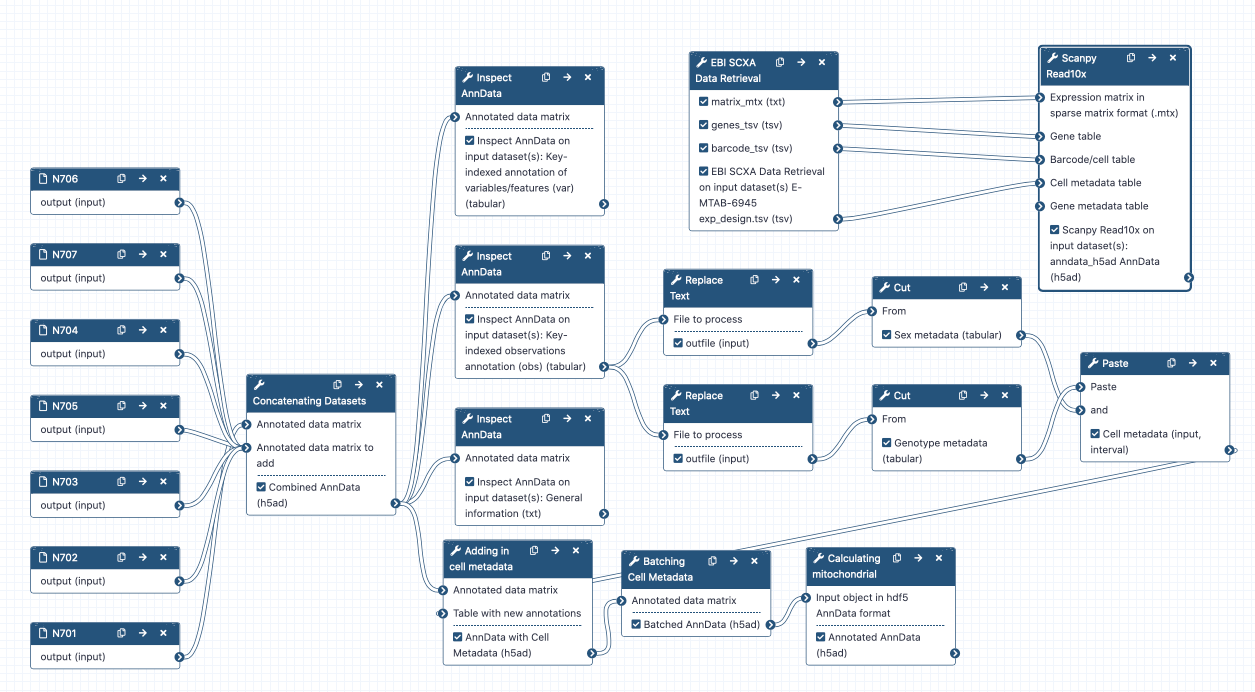 N706
output (input)
N707
output (input)
N704
output (input)
N705
output (input)
N703
output (input)
N702
output (input)
N701
output (input)
Concatenating Datasets
Annotated data matrix
Annotated data matrix to
add
Combined AnnData
(h5ad)
Inspect
AnnData
Annotated data matrix
Inspect AnnData on
input dataset(s): Key-
indexed annotation of
variables/features (var)
(tabular)
Inspect
AnnData
Annotated data matrix
Inspect AnnData on
input dataset(s): Key-
indexed observations
annotation (obs) (tabular)
Inspect
AnnData
Annotated data matrix
Inspect AnnData on
input dataset(s): General
information (txt)
Adding in
cell metadata
Annotated data matrix
Table with new annotations
AnnData with Cell
Metadata (h5ad)
Batching
Cell Metadata
Annotated data matrix
Batched AnnData (h5ad)
Calculating
mitochondrial
Input object in hdf5
AnnData format
Annotated AnnData
(h5ad)
EBI SCXA
Data Retrieval
matrix_mtx (txt)
genes_tsv (tsv)
barcode_tsv (tsv)
EBI SCXA Data Retrieval
on input dataset(s) E-
MTAB-6945
exp_design.tsv (tsv)
Scanpy
Read10x
Expression matrix in
sparse matrix format (.mtx)
Gene table
Barcode/cell table
Cell metadata table
Gene metadata table
Scanpy Read10x on
input dataset(s):
anndata_h5ad AnnData
(h5ad)
Replace
Text
File to process
outfile (input)
Cut
From
Sex metadata (tabular)
Replace
Text
File to process
outfile (input)
Cut
From
Genotype metadata
(tabular)
Paste
Paste
and
Cell metadata (input,
interval)